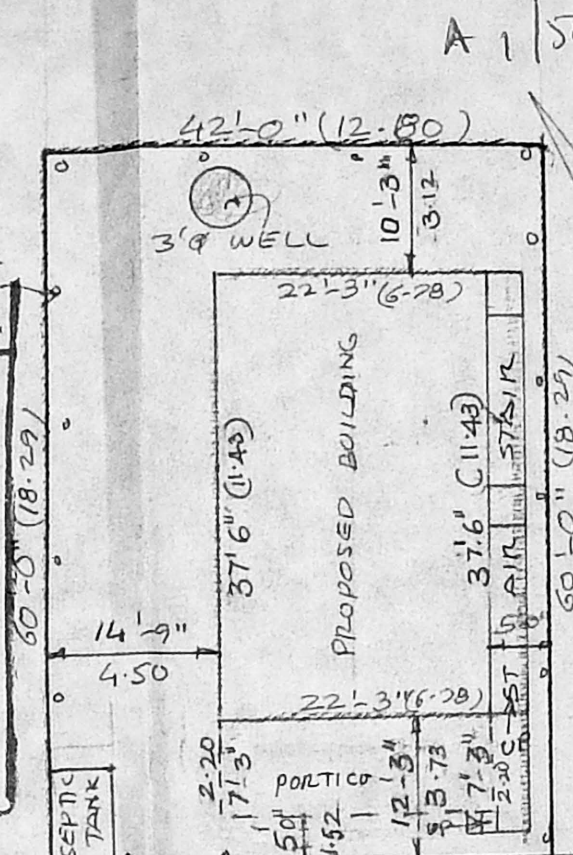 A 1
42'-0" (12.80)
10'-3"
3.12
3'φ WELL
22'-3" (6.78)
PROPOSED BUILDING
37'6" (11.43)
37'.6" (11.43)
STAIR
AIR
60'-0" (18.29)
60'-0" (18.29)
14'-9"
4.50
22'-3" (6.78)
ST
2.20
7'-3"
PORTICO
12'-3"
3.73
7'-3"
2.20
1.52
SEPTIC
TANK